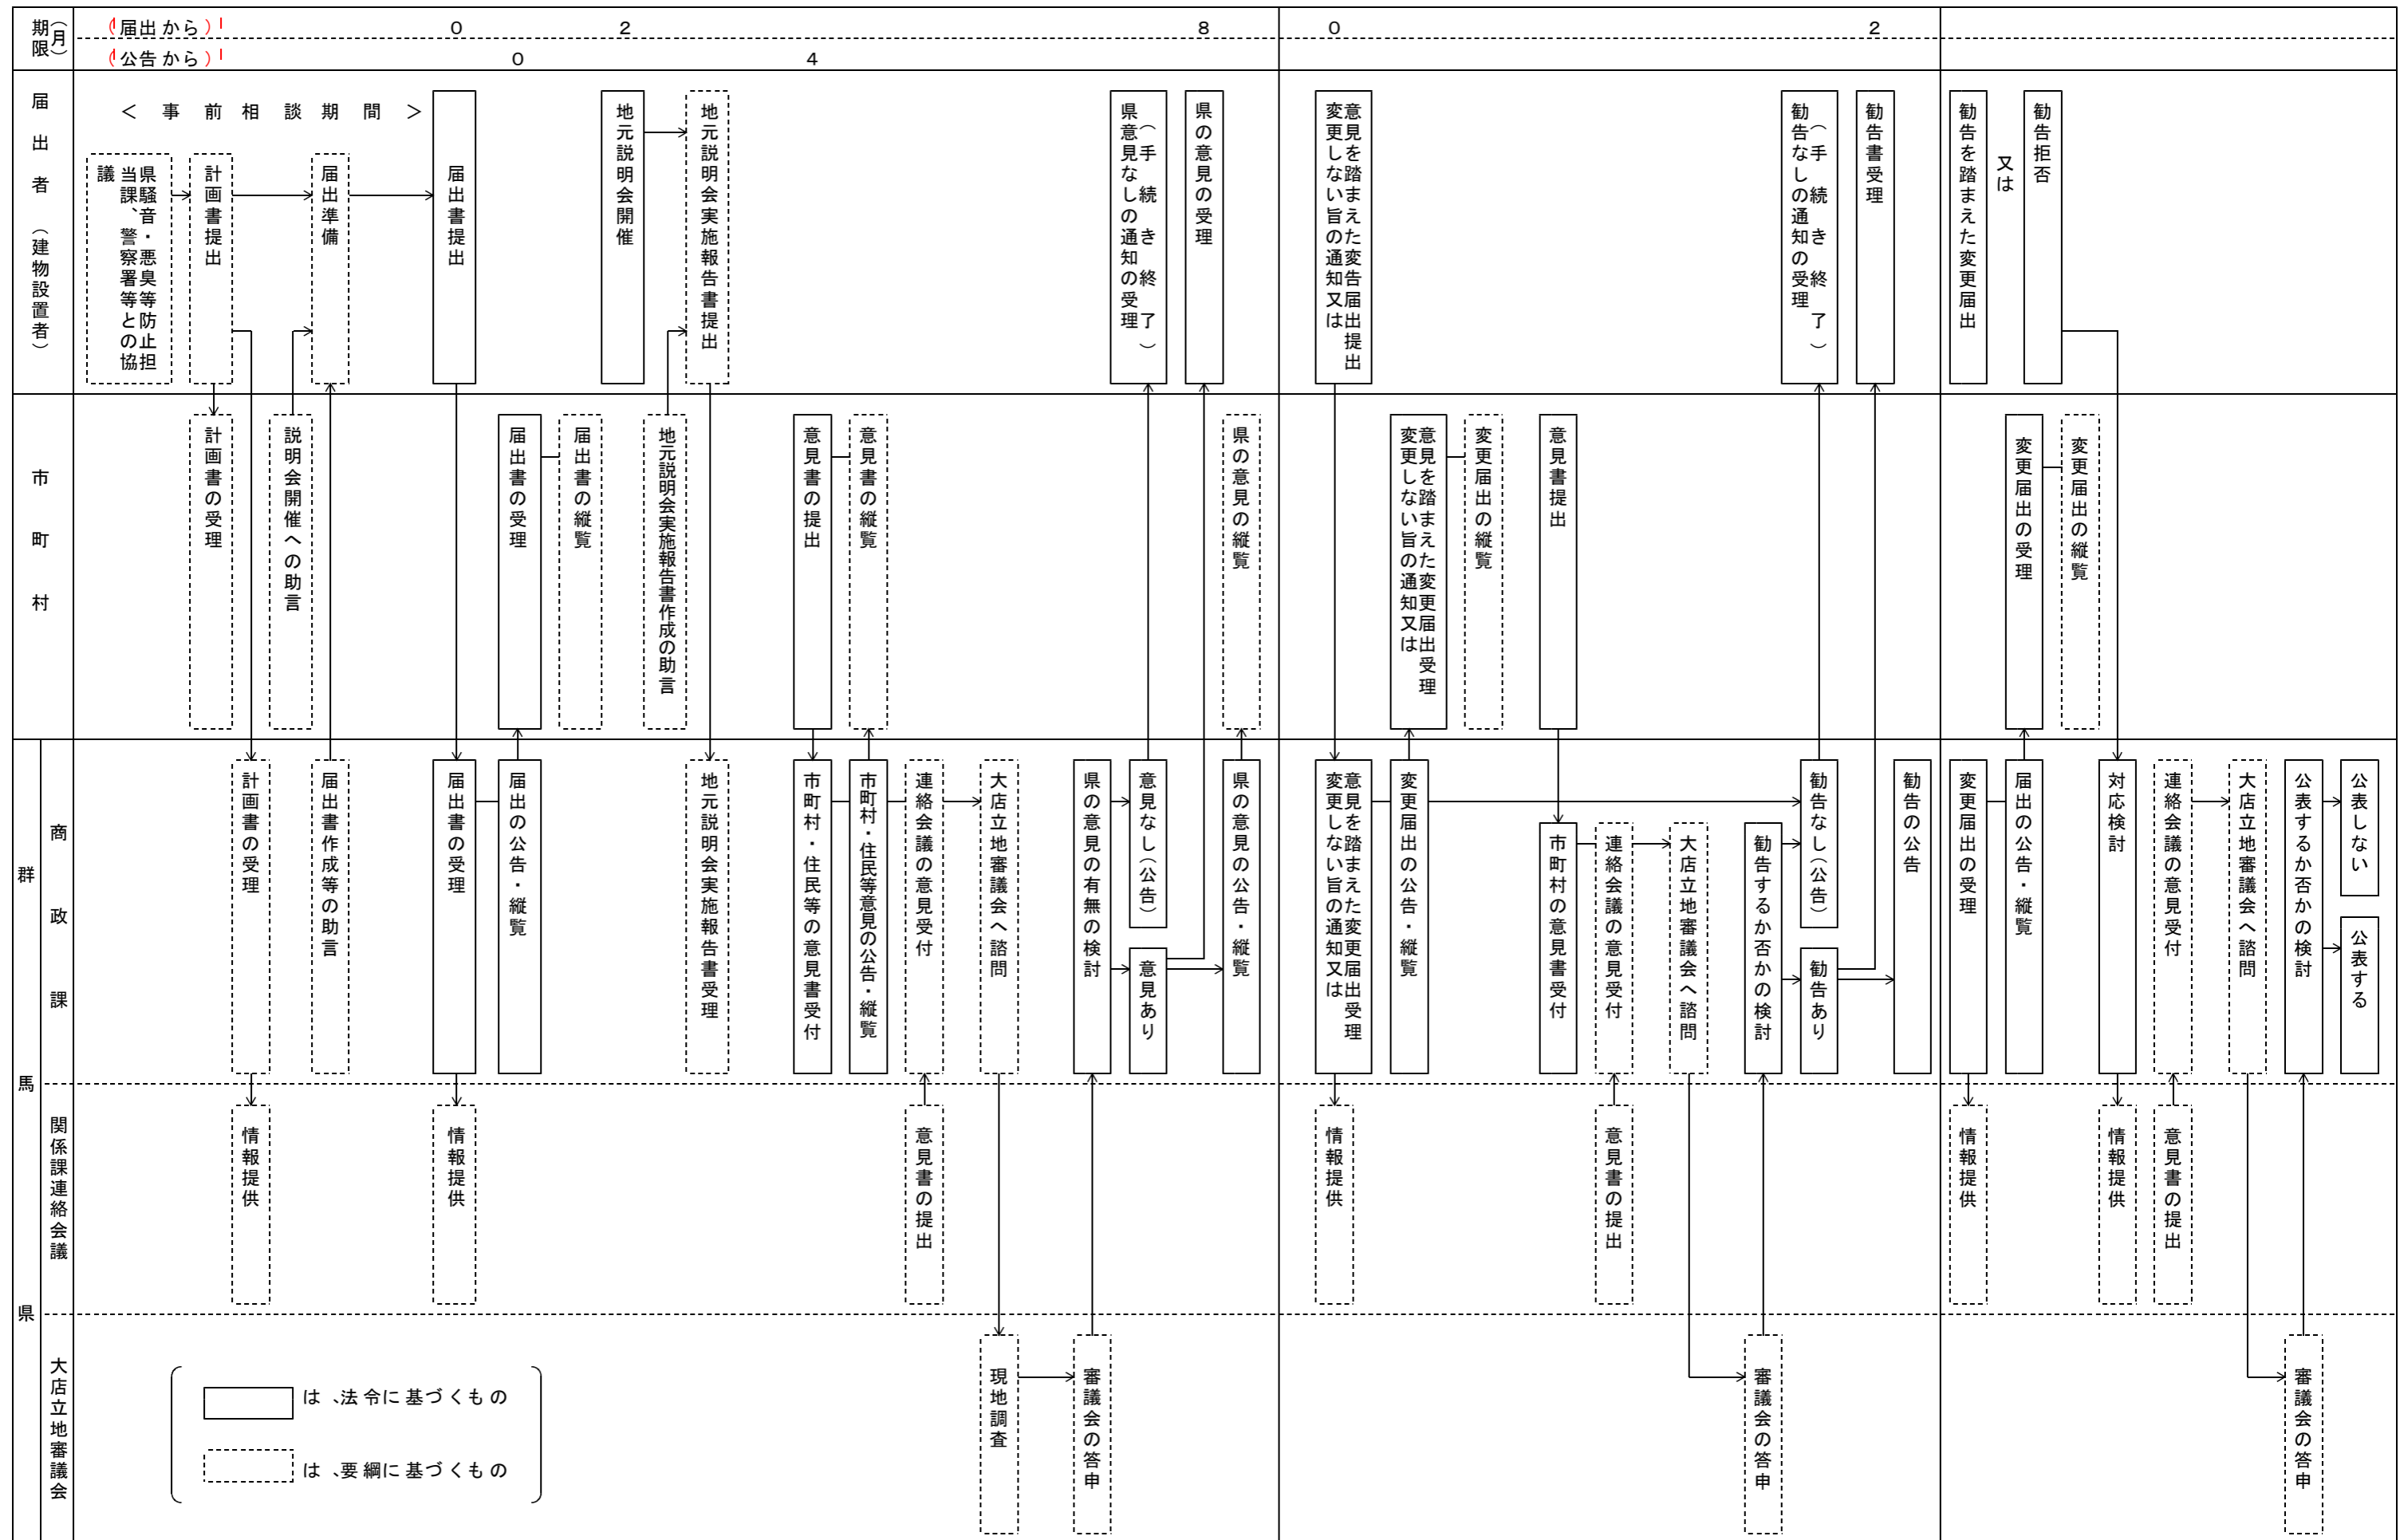 期限(月)
(届出から)
0
2
8
0
2
(公告から)
0
4
届出者(建物設置者)
<事前相談期間>
県騒音・悪臭等防止担
当課、警察署等との協
議
計画書提出
届出準備
届出書提出
地元説明会開催
地元説明会実施報告書提出
(手続き終了)
県意見なしの通知の受理
県の意見の受理
意見を踏まえた変告届出提出
変更しない旨の通知又は
(手続き終了)
勧告なしの通知の受理
勧告書受理
勧告を踏まえた変更届出
又は
勧告拒否
市町村
計画書の受理
説明会開催への助言
届出書の受理
届出書の縦覧
地元説明会実施報告書作成の助言
意見書の提出
意見書の縦覧
県の意見の縦覧
意見を踏まえた変更届出受理
変更しない旨の通知又は
変更届出の縦覧
意見書提出
変更届出の受理
変更届出の縦覧
群馬県
商政課
計画書の受理
届出書作成等の助言
届出書の受理
届出の公告・縦覧
地元説明会実施報告書受理
市町村・住民等の意見書受付
市町村・住民等意見の公告・縦覧
連絡会議の意見受付
大店立地審議会へ諮問
県の意見の有無の検討
意見なし(公告)
意見あり
県の意見の公告・縦覧
意見を踏まえた変更届出受理
変更しない旨の通知又は
変更届出の公告・縦覧
市町村の意見書受付
連絡会議の意見受付
大店立地審議会へ諮問
勧告するか否かの検討
勧告なし(公告)
勧告あり
勧告の公告
変更届出の受理
届出の公告・縦覧
対応検討
連絡会議の意見受付
大店立地審議会へ諮問
公表するか否かの検討
公表しない
公表する
関係課連絡会議
情報提供
情報提供
意見書の提出
情報提供
意見書の提出
情報提供
情報提供
意見書の提出
大店立地審議会
は、法令に基づくもの
は、要綱に基づくもの
現地調査
審議会の答申
審議会の答申
審議会の答申